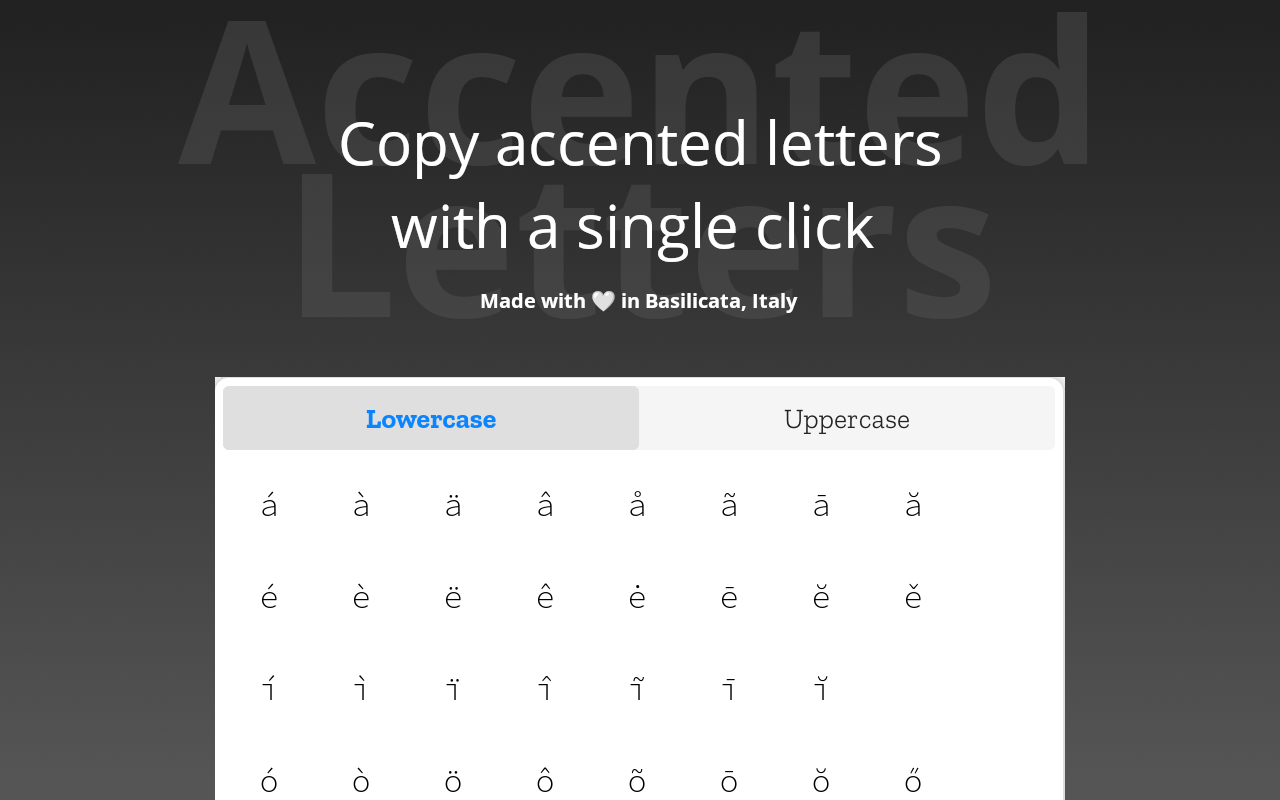 Accented
Letters
Copy accented letters
with a single click
Made with 🤍 in Basilicata, Italy
Lowercase Uppercase
á à ä â å ã ā ă
é è ë ê ė ē ĕ ě
í ì ï î ĩ ī ĭ
ó ò ö ô õ ō ŏ ő